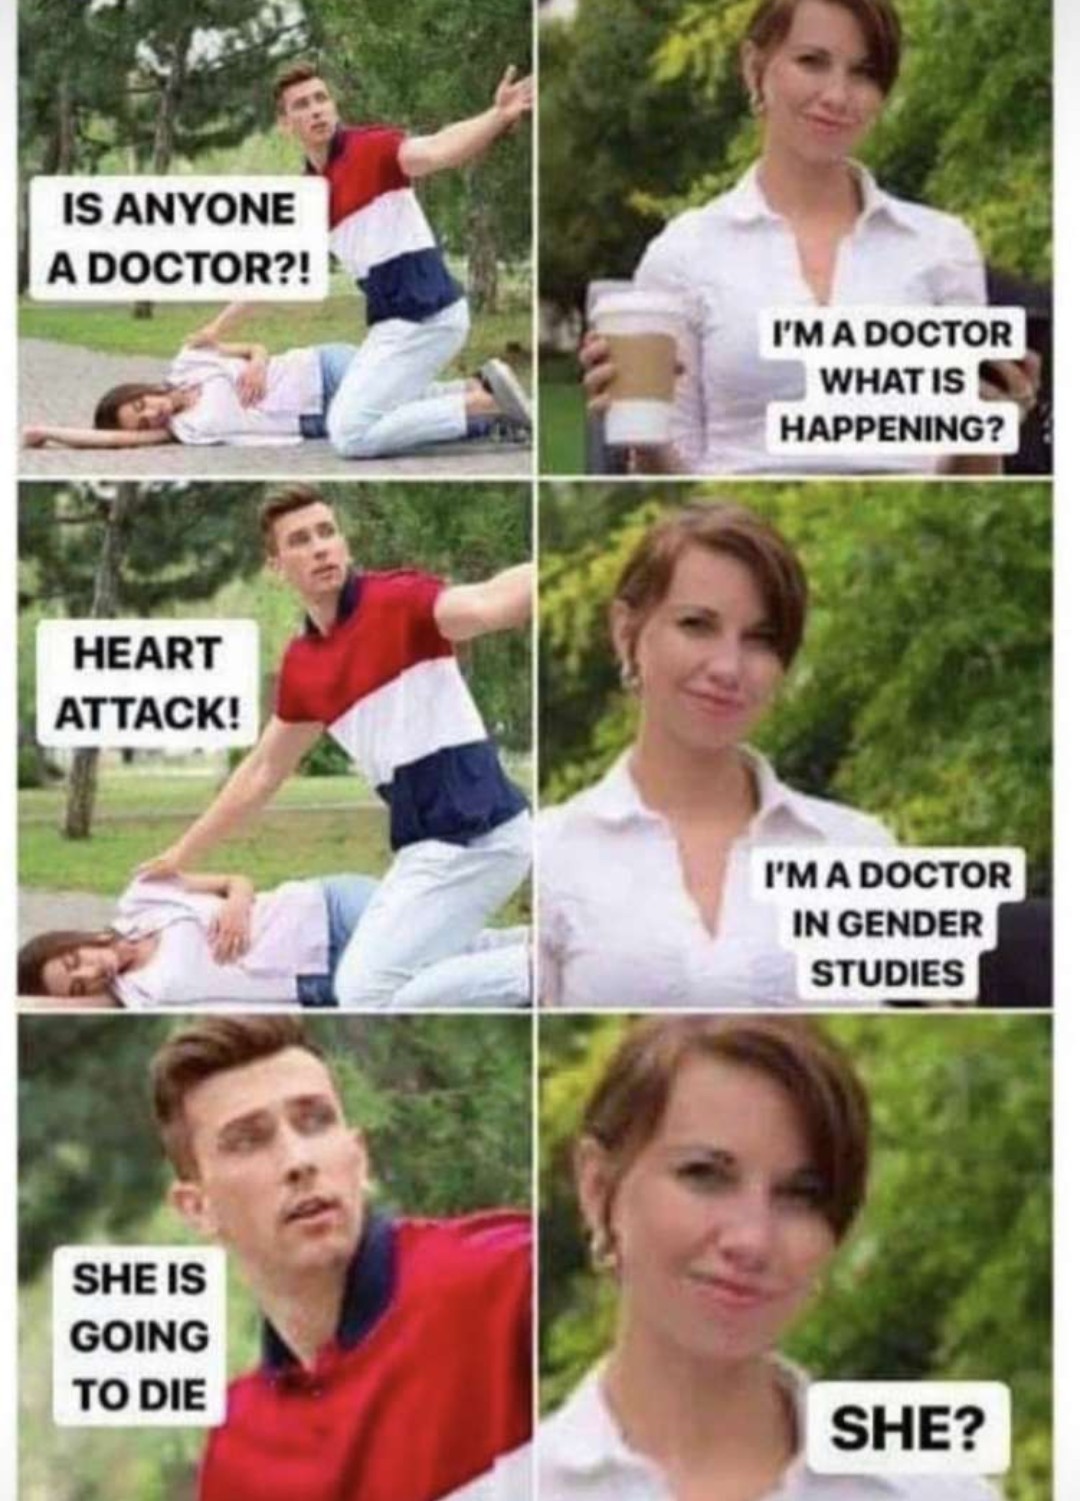 IS ANYONE
A DOCTOR?!
I'M A DOCTOR
WHAT IS
HAPPENING?
HEART
ATTACK!
I'M A DOCTOR
IN GENDER
STUDIES
SHE IS
GOING
TO DIE
SHE?